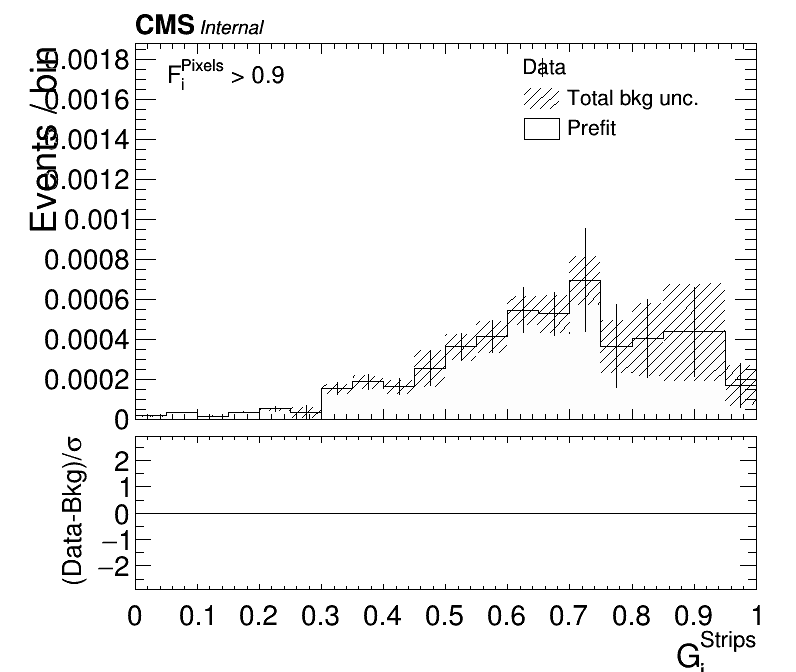 CMS Internal
F_i^Pixels > 0.9
Data
Total bkg unc.
Prefit
Events / bin
0.0018
0.0016
0.0014
0.0012
0.001
0.0008
0.0006
0.0004
0.0002
0
(Data-Bkg)/σ
2
1
0
−1
−2
0 0.1 0.2 0.3 0.4 0.5 0.6 0.7 0.8 0.9 1
G_i^Strips